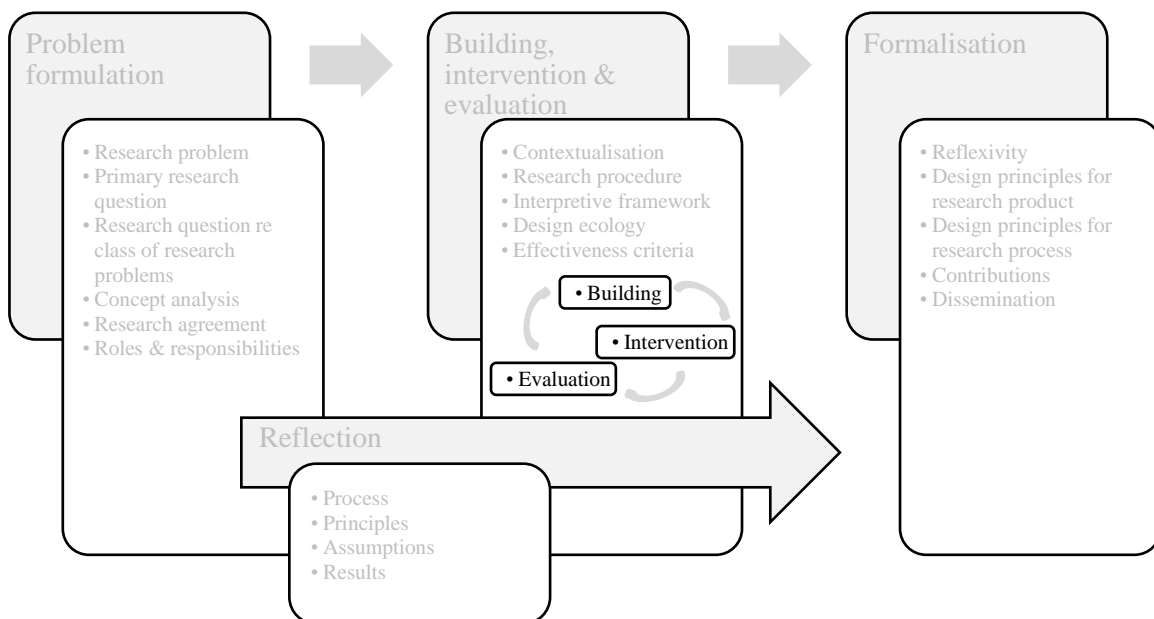 Problem
formulation
• Research problem
• Primary research
question
• Research question re
class of research
problems
• Concept analysis
• Research agreement
• Roles & responsibilities
Building,
intervention &
evaluation
• Contextualisation
• Research procedure
• Interpretive framework
• Design ecology
• Effectiveness criteria
• Building
• Intervention
• Evaluation
Formalisation
• Reflexivity
• Design principles for
research product
• Design principles for
research process
• Contributions
• Dissemination
Reflection
• Process
• Principles
• Assumptions
• Results